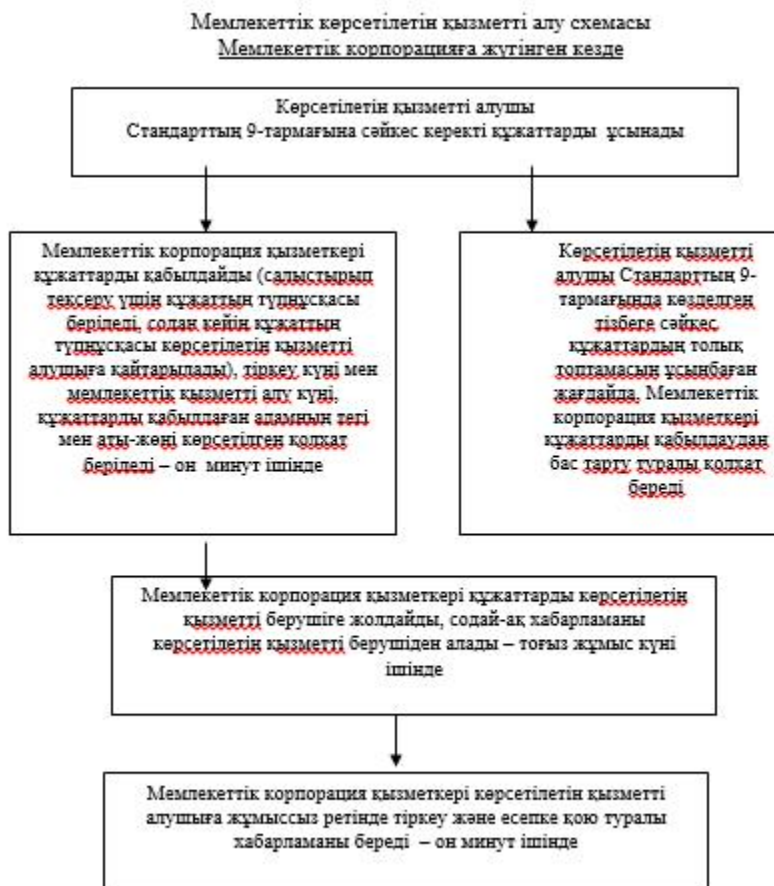 Мемлекеттік көрсетілетін қызметті алу схемасы
Мемлекеттік корпорацияға жүгінген кезде
Көрсетілетін қызметті алушы
Стандарттың 9-тармағына сәйкес керекті құжаттарды ұсынады
Мемлекеттік корпорация қызметкері
құжаттарды қабылдайды (салыстырып
тексеру үшін құжаттың түпнұсқасы
беріледі, содан кейін құжаттың
түпнұсқасы көрсетілетін қызметті
алушыға қайтарылады), тіркеу күні мен
мемлекеттік қызметті алу күні,
құжаттарды қабылдаған адамның тегі
мен аты-жөні көрсетілген қолхат
беріледі – он минут ішінде
Көрсетілетін қызметті
алушы Стандарттың 9-
тармағында көзделген
тізбеге сәйкес
құжаттардың толық
топтамасын ұсынбаған
жағдайда, Мемлекеттік
корпорация қызметкері
құжаттарды қабылдаудан
бас тарту туралы қолхат
береді
Мемлекеттік корпорация қызметкері құжаттарды көрсетілетін
қызметті берушіге жолдайды, сондай-ақ хабарламаны
көрсетілетін қызметті берушіден алады – тоғыз жұмыс күні
ішінде
Мемлекеттік корпорация қызметкері көрсетілетін қызметті
алушыға жұмыссыз ретінде тіркеу және есепке қою туралы
хабарламаны береді – он минут ішінде